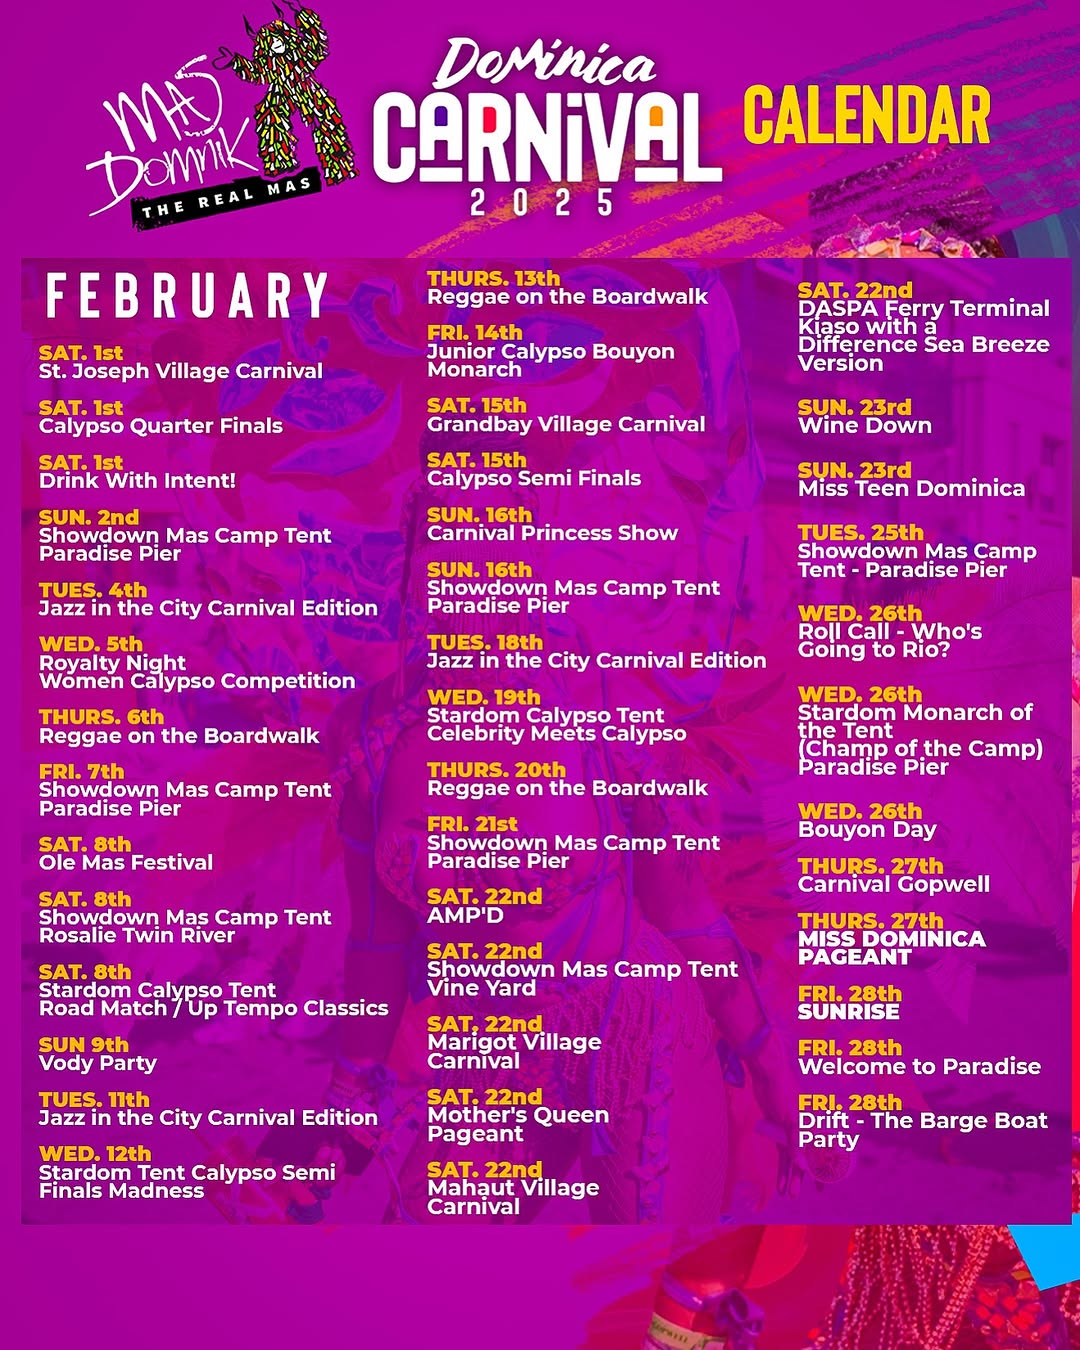 MAS
DOMNIK
THE REAL MAS
DOMiNiCA
CARNiVAL
2025
CALENDAR
FEBRUARY
SAT. 1st
St. Joseph Village Carnival
SAT. 1st
Calypso Quarter Finals
SAT. 1st
Drink With Intent!
SUN. 2nd
Showdown Mas Camp Tent
Paradise Pier
TUES. 4th
Jazz in the City Carnival Edition
WED. 5th
Royalty Night
Women Calypso Competition
THURS. 6th
Reggae on the Boardwalk
FRI. 7th
Showdown Mas Camp Tent
Paradise Pier
SAT. 8th
Ole Mas Festival
SAT. 8th
Showdown Mas Camp Tent
Rosalie Twin River
SAT. 8th
Stardom Calypso Tent
Road Match / Up Tempo Classics
SUN 9th
Vody Party
TUES. 11th
Jazz in the City Carnival Edition
WED. 12th
Stardom Tent Calypso Semi
Finals Madness
THURS. 13th
Reggae on the Boardwalk
FRI. 14th
Junior Calypso Bouyon
Monarch
SAT. 15th
Grandbay Village Carnival
SAT. 15th
Calypso Semi Finals
SUN. 16th
Carnival Princess Show
SUN. 16th
Showdown Mas Camp Tent
Paradise Pier
TUES. 18th
Jazz in the City Carnival Edition
WED. 19th
Stardom Calypso Tent
Celebrity Meets Calypso
THURS. 20th
Reggae on the Boardwalk
FRI. 21st
Showdown Mas Camp Tent
Paradise Pier
SAT. 22nd
AMP'D
SAT. 22nd
Showdown Mas Camp Tent
Vine Yard
SAT. 22nd
Marigot Village
Carnival
SAT. 22nd
Mother's Queen
Pageant
SAT. 22nd
Mahaut Village
Carnival
SAT. 22nd
DASPA Ferry Terminal
Kiaso with a
Difference Sea Breeze
Version
SUN. 23rd
Wine Down
SUN. 23rd
Miss Teen Dominica
TUES. 25th
Showdown Mas Camp
Tent - Paradise Pier
WED. 26th
Roll Call - Who's
Going to Rio?
WED. 26th
Stardom Monarch of
the Tent
(Champ of the Camp)
Paradise Pier
WED. 26th
Bouyon Day
THURS. 27th
Carnival Gopwell
THURS. 27th
MISS DOMINICA
PAGEANT
FRI. 28th
SUNRISE
FRI. 28th
Welcome to Paradise
FRI. 28th
Drift - The Barge Boat
Party